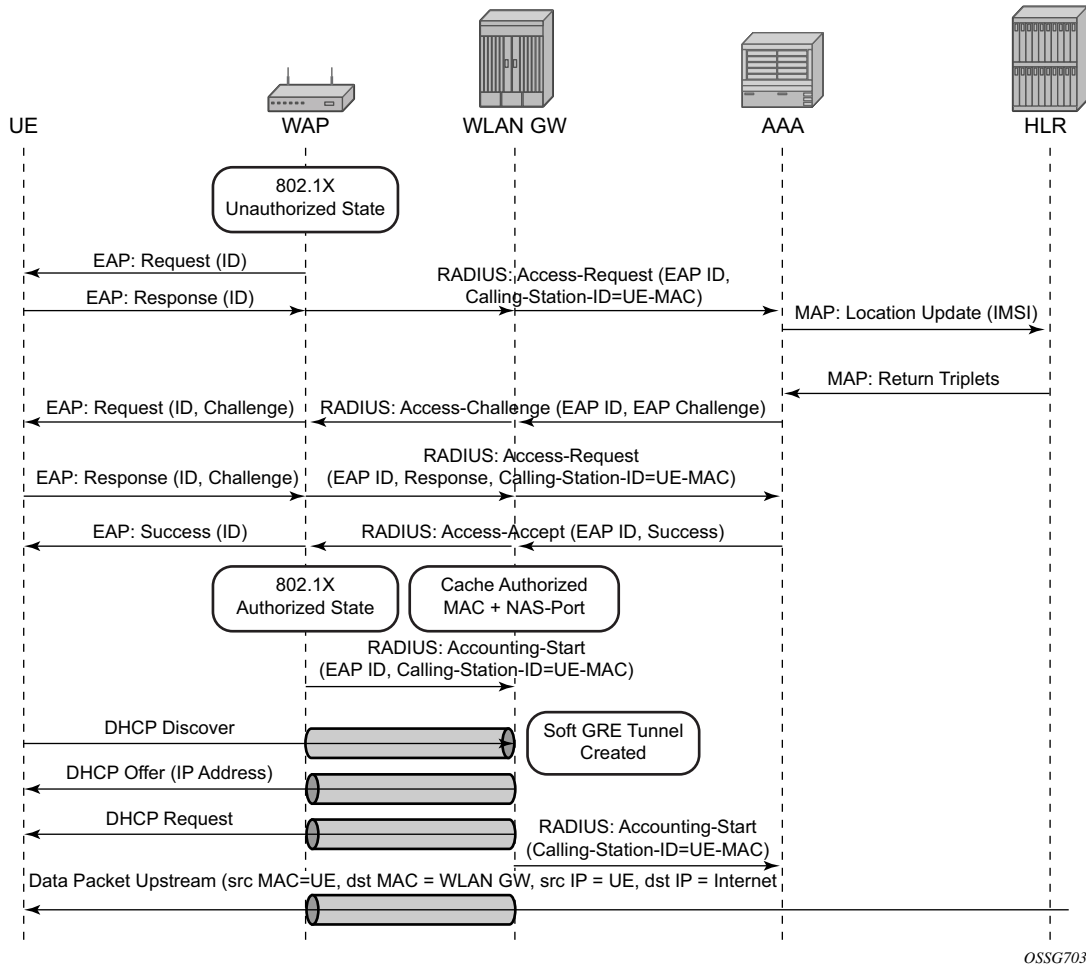 UE
WAP
WLAN GW
AAA
HLR
802.1X
Unauthorized State
EAP: Request (ID)
EAP: Response (ID)
RADIUS: Access-Request (EAP ID,
Calling-Station-ID=UE-MAC)
MAP: Location Update (IMSI)
MAP: Return Triplets
EAP: Request (ID, Challenge)
RADIUS: Access-Challenge (EAP ID, EAP Challenge)
RADIUS: Access-Request
EAP: Response (ID, Challenge)
(EAP ID, Response, Calling-Station-ID=UE-MAC)
EAP: Success (ID)
RADIUS: Access-Accept (EAP ID, Success)
802.1X
Authorized State
Cache Authorized
MAC + NAS-Port
RADIUS: Accounting-Start
(EAP ID, Calling-Station-ID=UE-MAC)
DHCP Discover
Soft GRE Tunnel
Created
DHCP Offer (IP Address)
DHCP Request
RADIUS: Accounting-Start
(Calling-Station-ID=UE-MAC)
Data Packet Upstream (src MAC=UE, dst MAC = WLAN GW, src IP = UE, dst IP = Internet
OSSG703